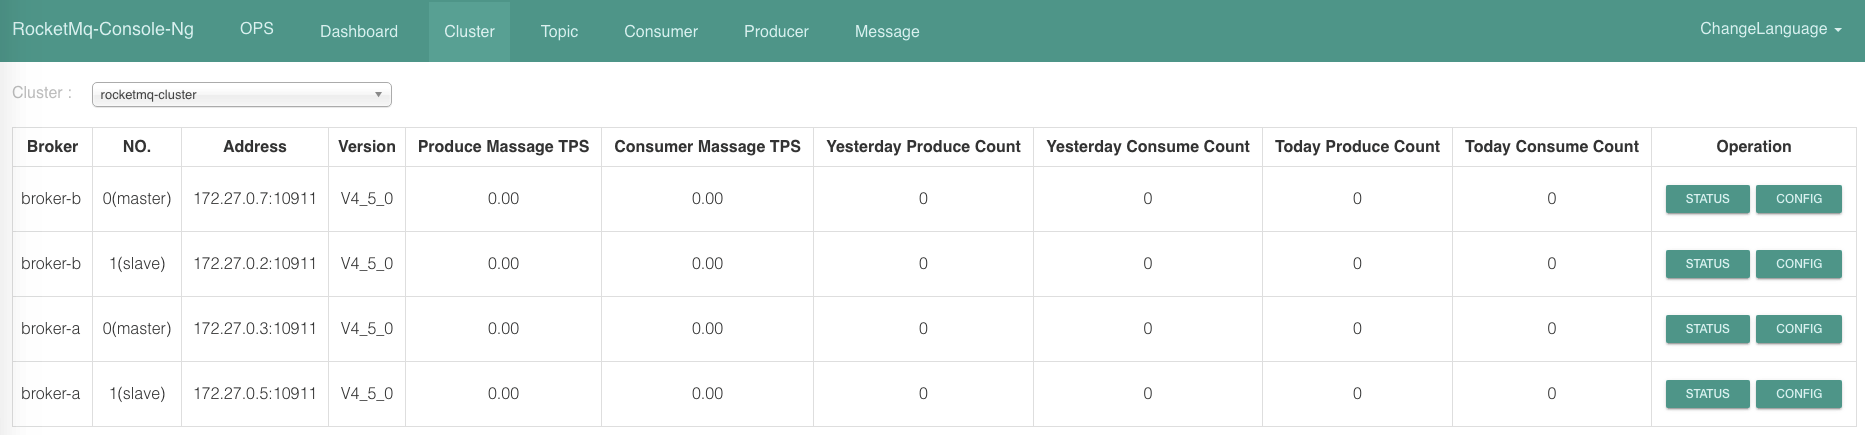 RocketMq-Console-Ng OPS Dashboard Cluster Topic Consumer Producer Message ChangeLanguage
Cluster : rocketmq-cluster
Broker NO. Address Version Produce Massage TPS Consumer Massage TPS Yesterday Produce Count Yesterday Consume Count Today Produce Count Today Consume Count Operation
broker-b 0(master) 172.27.0.7:10911 V4_5_0 0.00 0.00 0 0 0 0 STATUS CONFIG
broker-b 1(slave) 172.27.0.2:10911 V4_5_0 0.00 0.00 0 0 0 0 STATUS CONFIG
broker-a 0(master) 172.27.0.3:10911 V4_5_0 0.00 0.00 0 0 0 0 STATUS CONFIG
broker-a 1(slave) 172.27.0.5:10911 V4_5_0 0.00 0.00 0 0 0 0 STATUS CONFIG